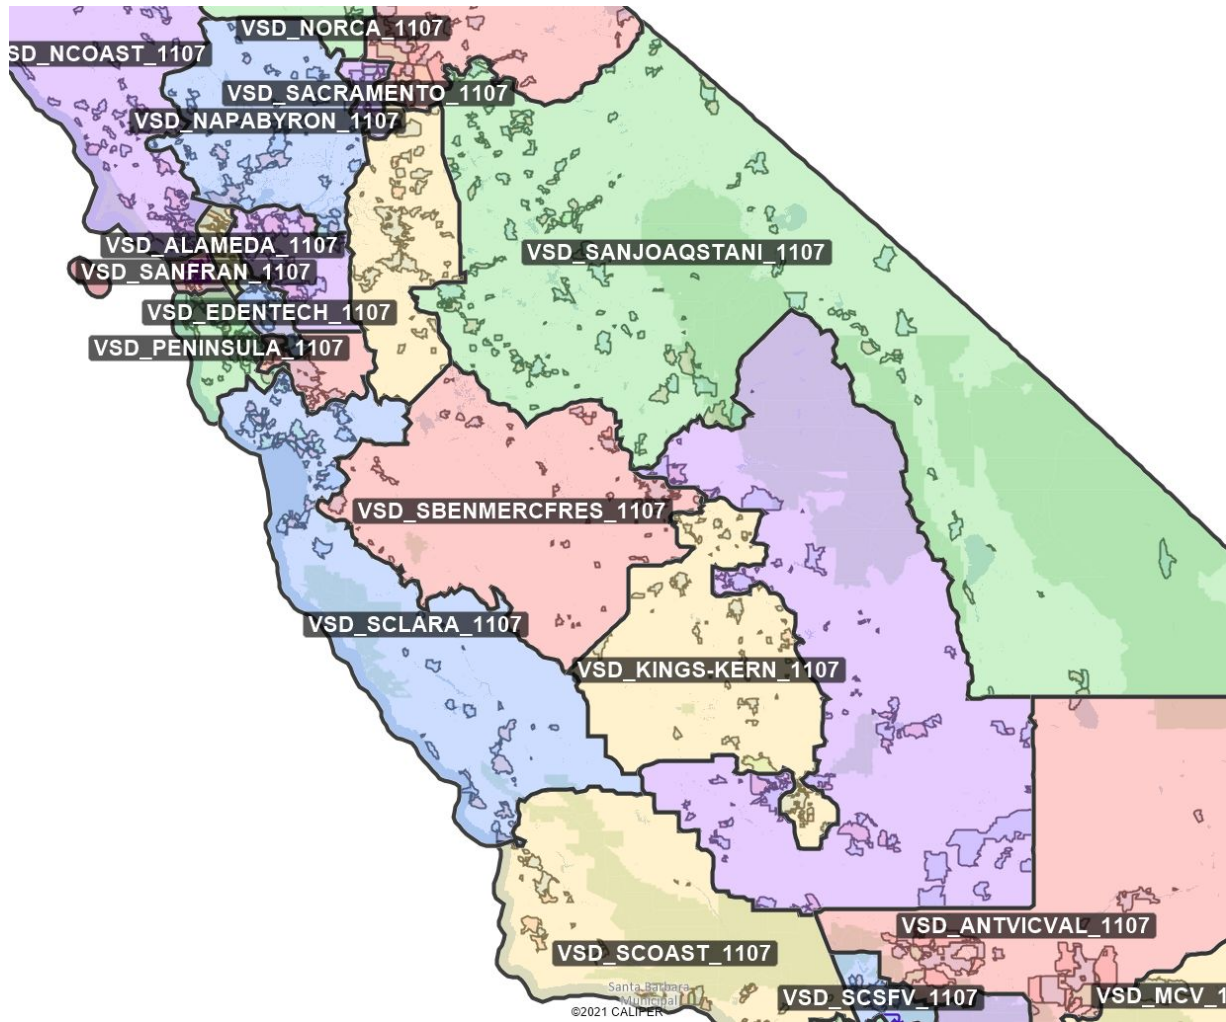 VSD_NORCA_1107
SD_NCOAST_1107
VSD_SACRAMENTO_1107
VSD_NAPABYRON_1107
VSD_ALAMEDA_1107
VSD_SANJOAQSTANI_1107
VSD_SANFRAN_1107
VSD_EDENTECH_1107
VSD_PENINSULA_1107
VSD_SBENMERCFRES_1107
VSD_SCLARA_1107
VSD_KINGS-KERN_1107
VSD_ANTVICVAL_1107
VSD_SCOAST_1107
Santa Barbara
Municipal
VSD_SCSFV_1107
VSD_MCV_1
©2021 CALIPER